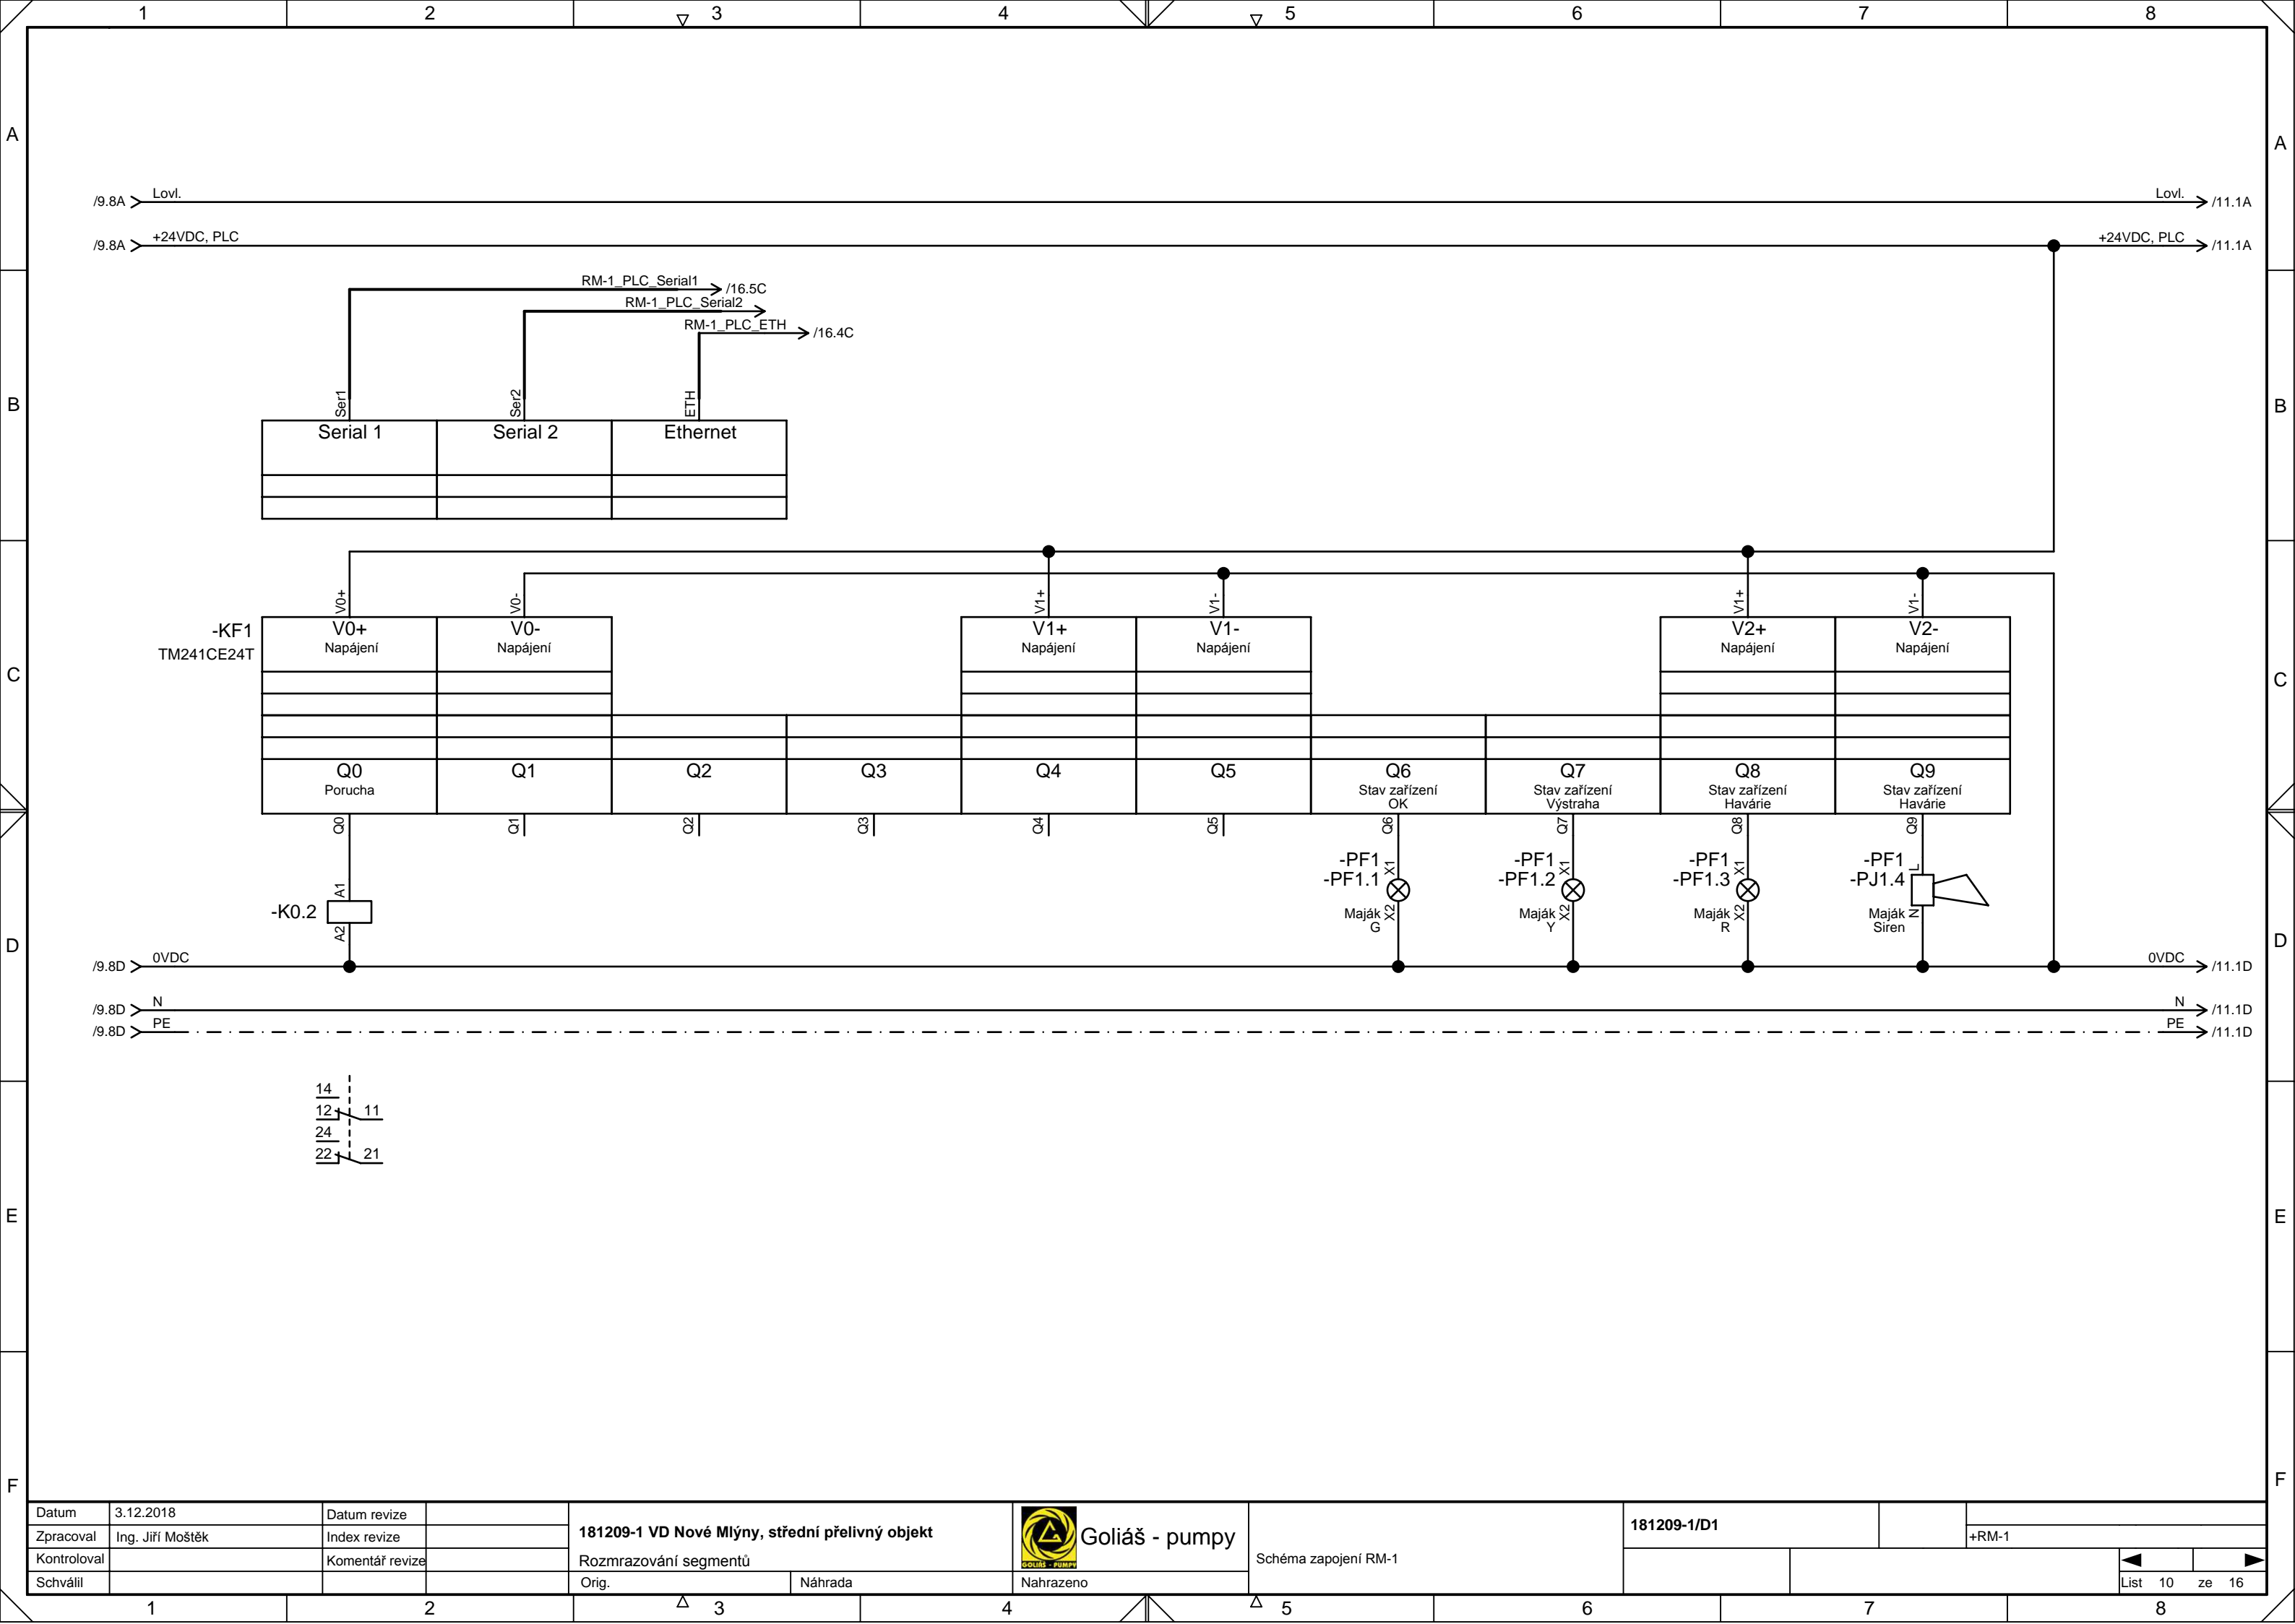 1 2 3 4 5 6 7 8
A A
/9.8A Lovl. Lovl. /11.1A
/9.8A +24VDC, PLC +24VDC, PLC /11.1A
RM-1_PLC_Serial1 /16.5C
RM-1_PLC_Serial2
RM-1_PLC_ETH /16.4C
B B
Ser1 Ser2 ETH
Serial 1 Serial 2 Ethernet
V0+ V0- V1+ V1- V1+ V1-
-KF1 V0+ V0- V1+ V1- V2+ V2-
TM241CE24T Napájení Napájení Napájení Napájení Napájení Napájení
C C
Q0 Q1 Q2 Q3 Q4 Q5 Q6 Q7 Q8 Q9
Porucha Stav zařízení Stav zařízení Stav zařízení Stav zařízení
OK Výstraha Havárie Havárie
Q0 Q1 Q2 Q3 Q4 Q5 Q6 Q7 Q8 Q9
-PF1 X1 -PF1 X1 -PF1 X1 -PF1 L
-PF1.1 -PF1.2 -PF1.3 -PJ1.4
A1
-K0.2
A2
Maják X2 Maják X2 Maják X2 Maják N
G Y R Siren
D D
/9.8D 0VDC 0VDC /11.1D
/9.8D N N /11.1D
/9.8D PE PE /11.1D
14
12 11
24
22 21
E E
F F
Datum 3.12.2018 Datum revize
Zpracoval Ing. Jiří Moštěk Index revize
Kontroloval Komentář revize
Schválil
181209-1 VD Nové Mlýny, střední přelivný objekt
Rozmrazování segmentů
Orig. Náhrada Nahrazeno
GOLIÁŠ - PUMPY
Goliáš - pumpy
Schéma zapojení RM-1
181209-1/D1
+RM-1
List 10 ze 16
1 2 3 4 5 6 7 8